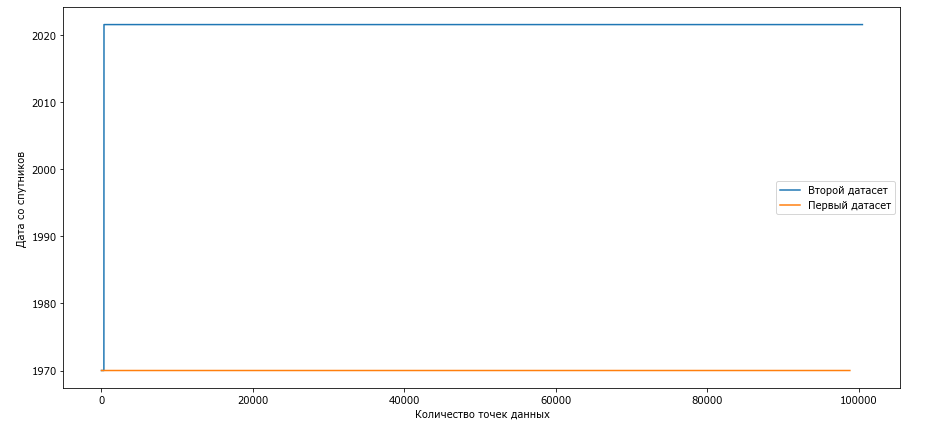 2020
2010
2000
1990
1980
1970
Дата со спутников
Второй датасет
Первый датасет
0 20000 40000 60000 80000 100000
Количество точек данных